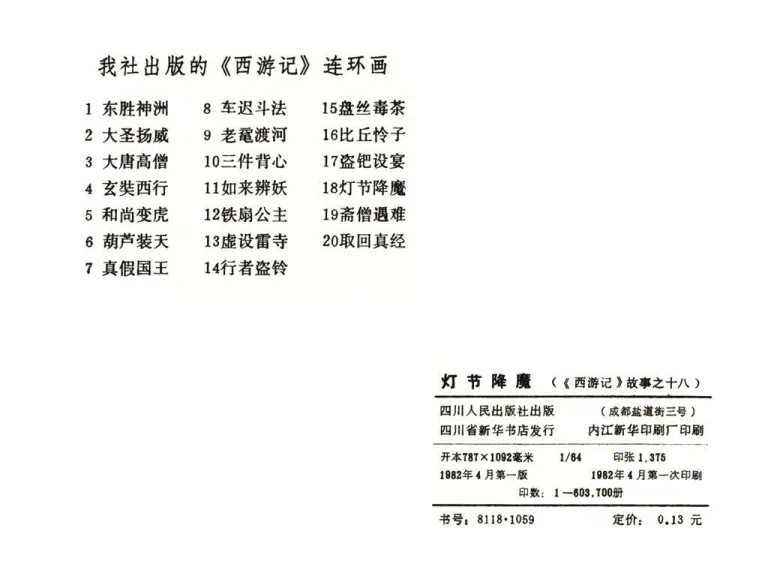 我社出版的《西游记》连环画
1 东胜神洲 8 车迟斗法 15盘丝毒茶
2 大圣扬威 9 老鼋渡河 16比丘怜子
3 大唐高僧 10三件背心 17盗钯设宴
4 玄奘西行 11如来辨妖 18灯节降魔
5 和尚变虎 12铁扇公主 19斋僧遇难
6 葫芦装天 13虚设雷寺 20取回真经
7 真假国王 14行者盗铃
灯节降魔 (《西游记》故事之十八)
四川人民出版社出版 (成都盐道街三号)
四川省新华书店发行 内江新华印刷厂印刷
开本787×1092毫米 1/64 印张1.375
1982年4月第一版 1982年4月第一次印刷
印数:1—603,700册
书号:8118·1059 定价:0.13 元